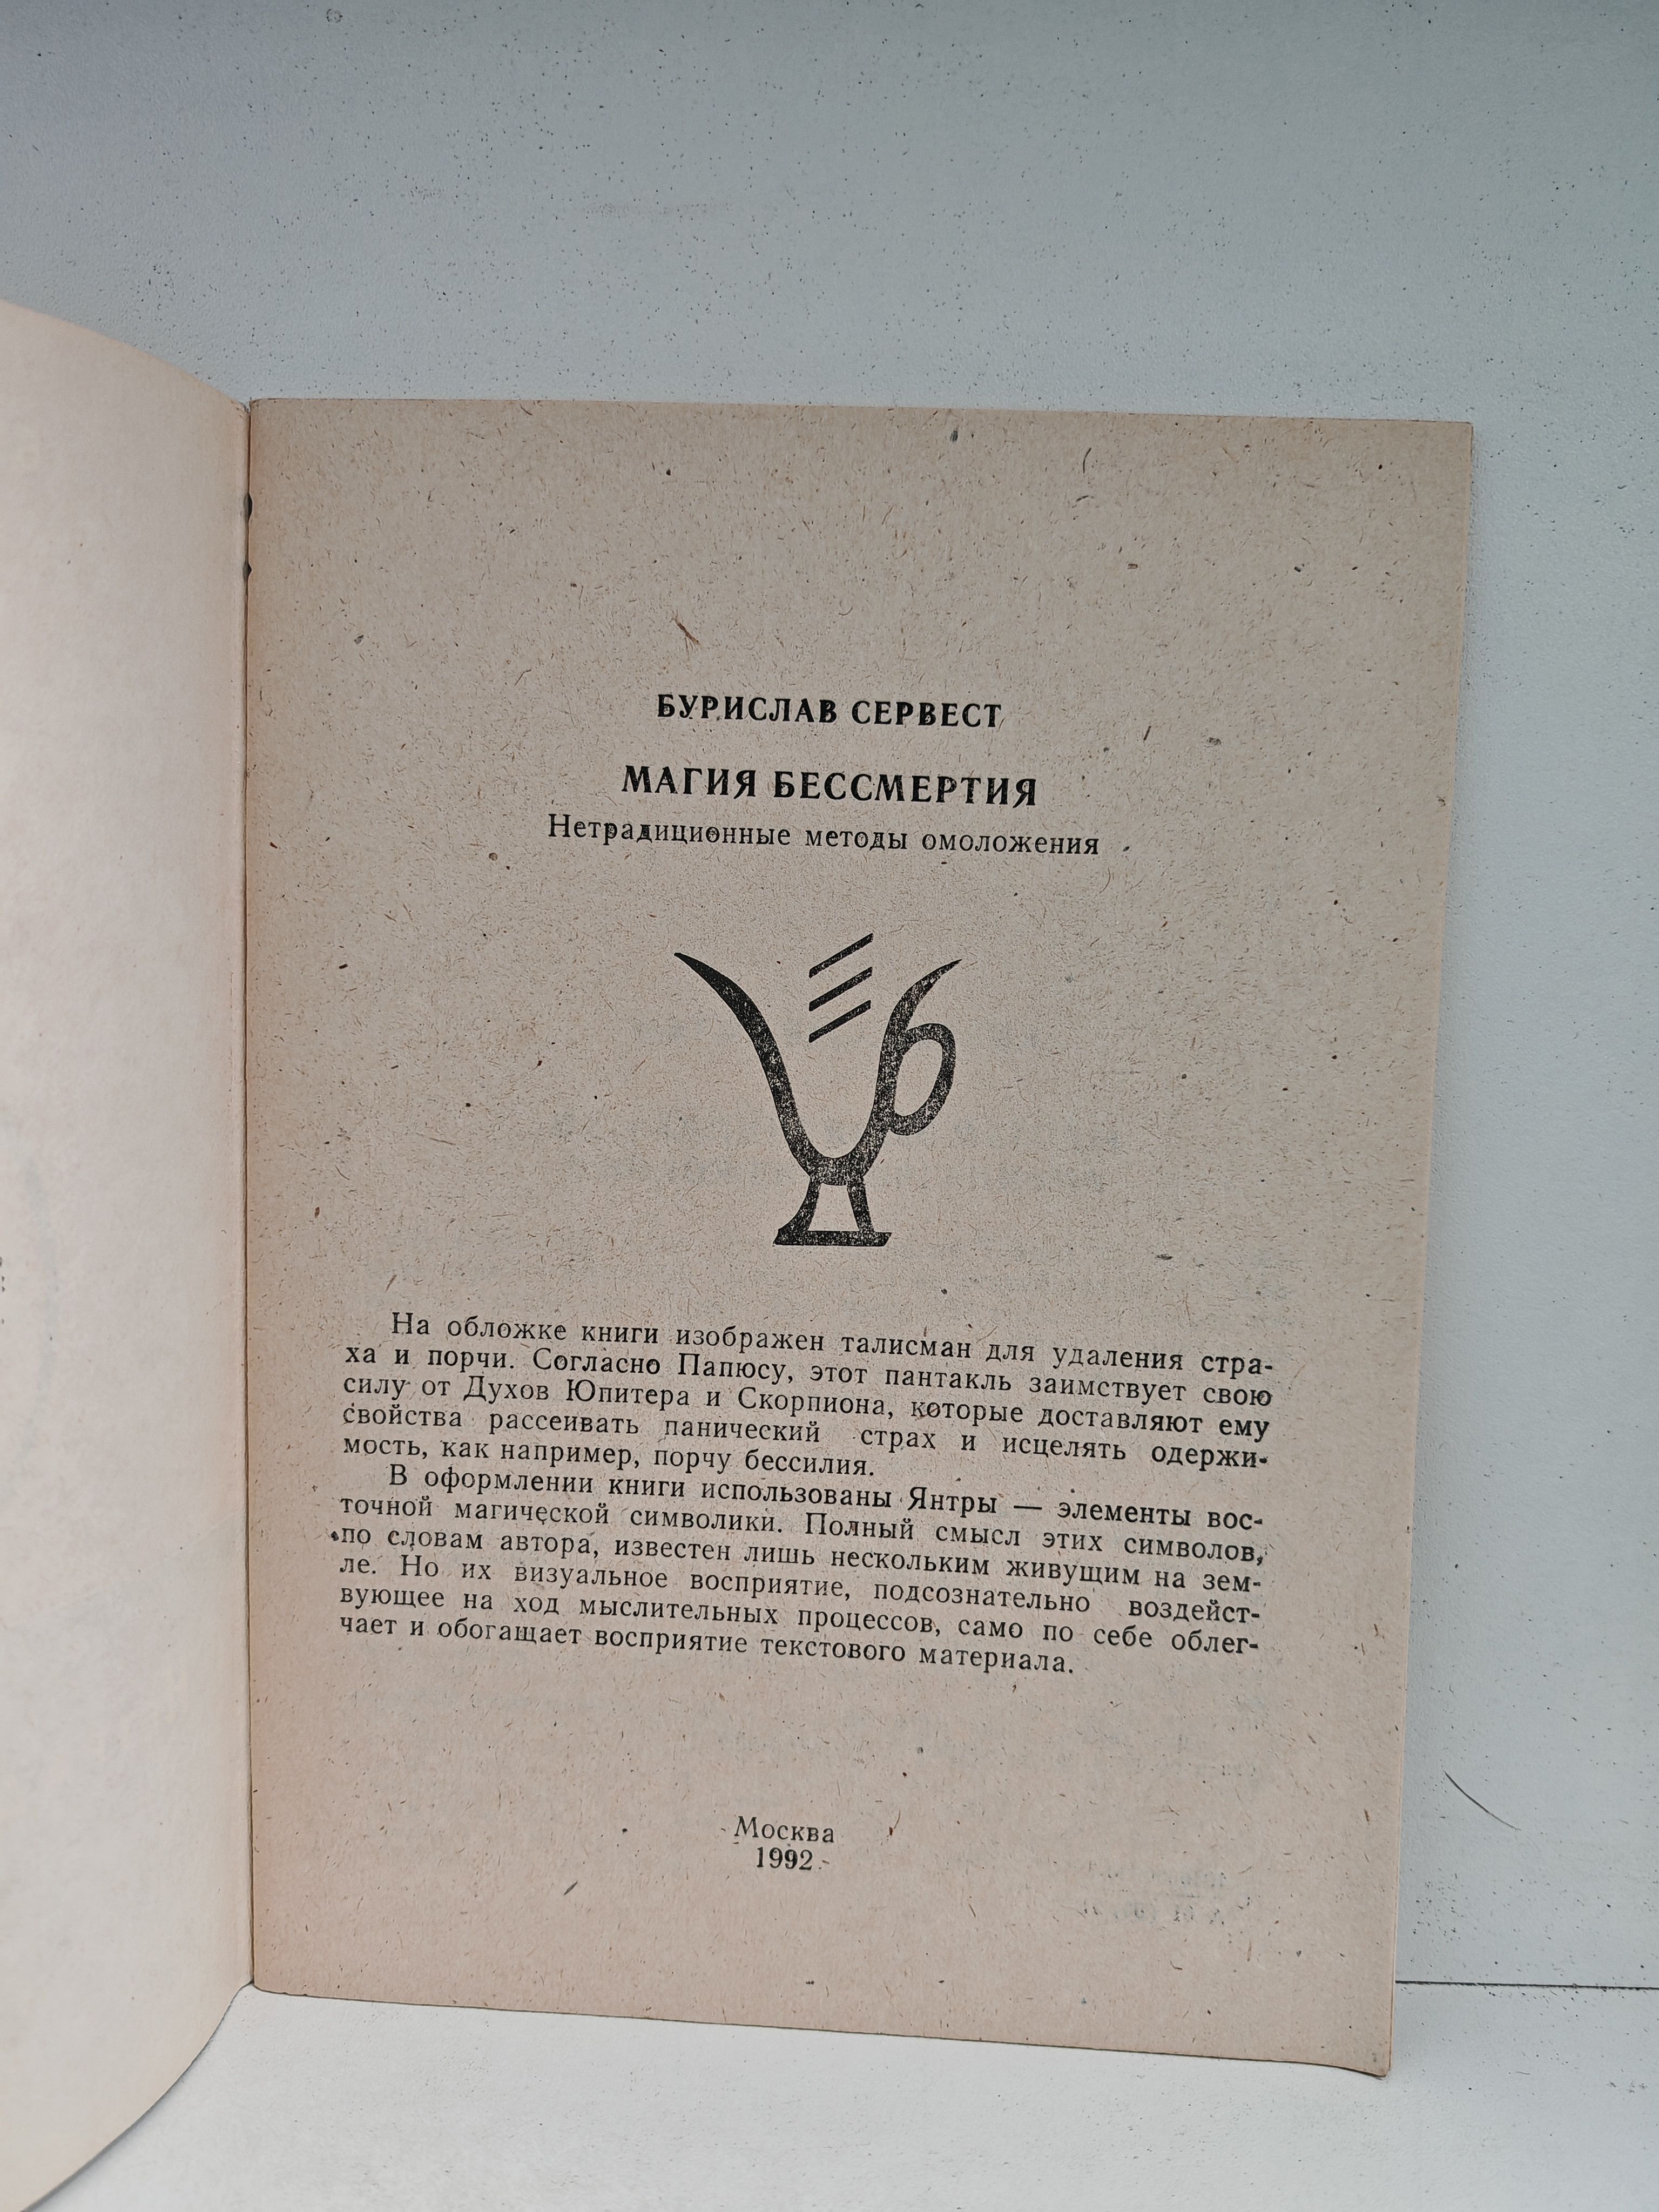 БУРИСЛАВ СЕРВЕСТ
МАГИЯ БЕССМЕРТИЯ
Нетрадиционные методы омоложения
На обложке книги изображен талисман для удаления стра-
ха и порчи. Согласно Папюсу, этот пантакль заимствует свою
силу от Духов Юпитера и Скорпиона, которые доставляют ему
свойства рассеивать панический страх и исцелять одержи-
мость, как например, порчу бессилия.
В оформлении книги использованы Янтры — элементы вос-
точной магической символики. Полный смысл этих символов,
по словам автора, известен лишь нескольким живущим на зем-
ле. Но их визуальное восприятие, подсознательно воздейст-
вующее на ход мыслительных процессов, само по себе облег-
чает и обогащает восприятие текстового материала.
Москва
1992